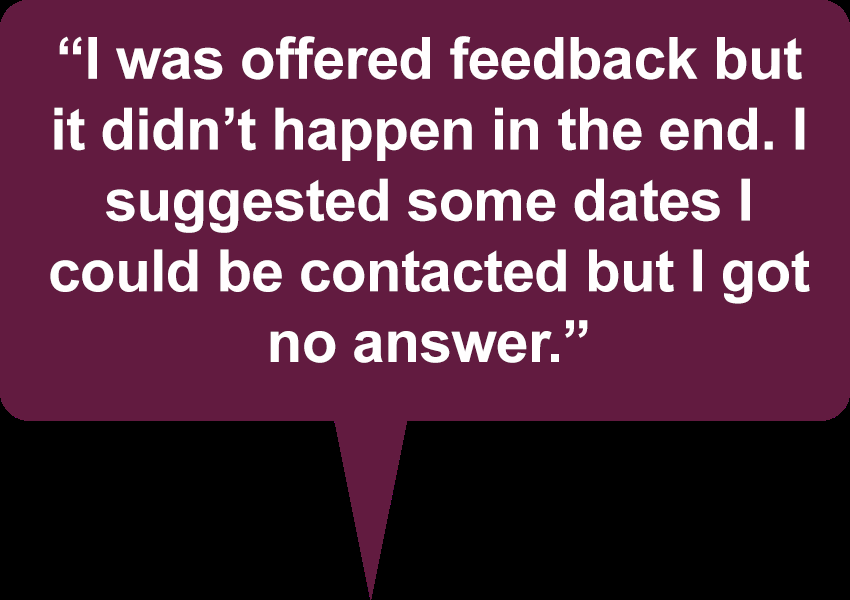 “I was offered feedback but
it didn’t happen in the end. I
suggested some dates I
could be contacted but I got
no answer.”